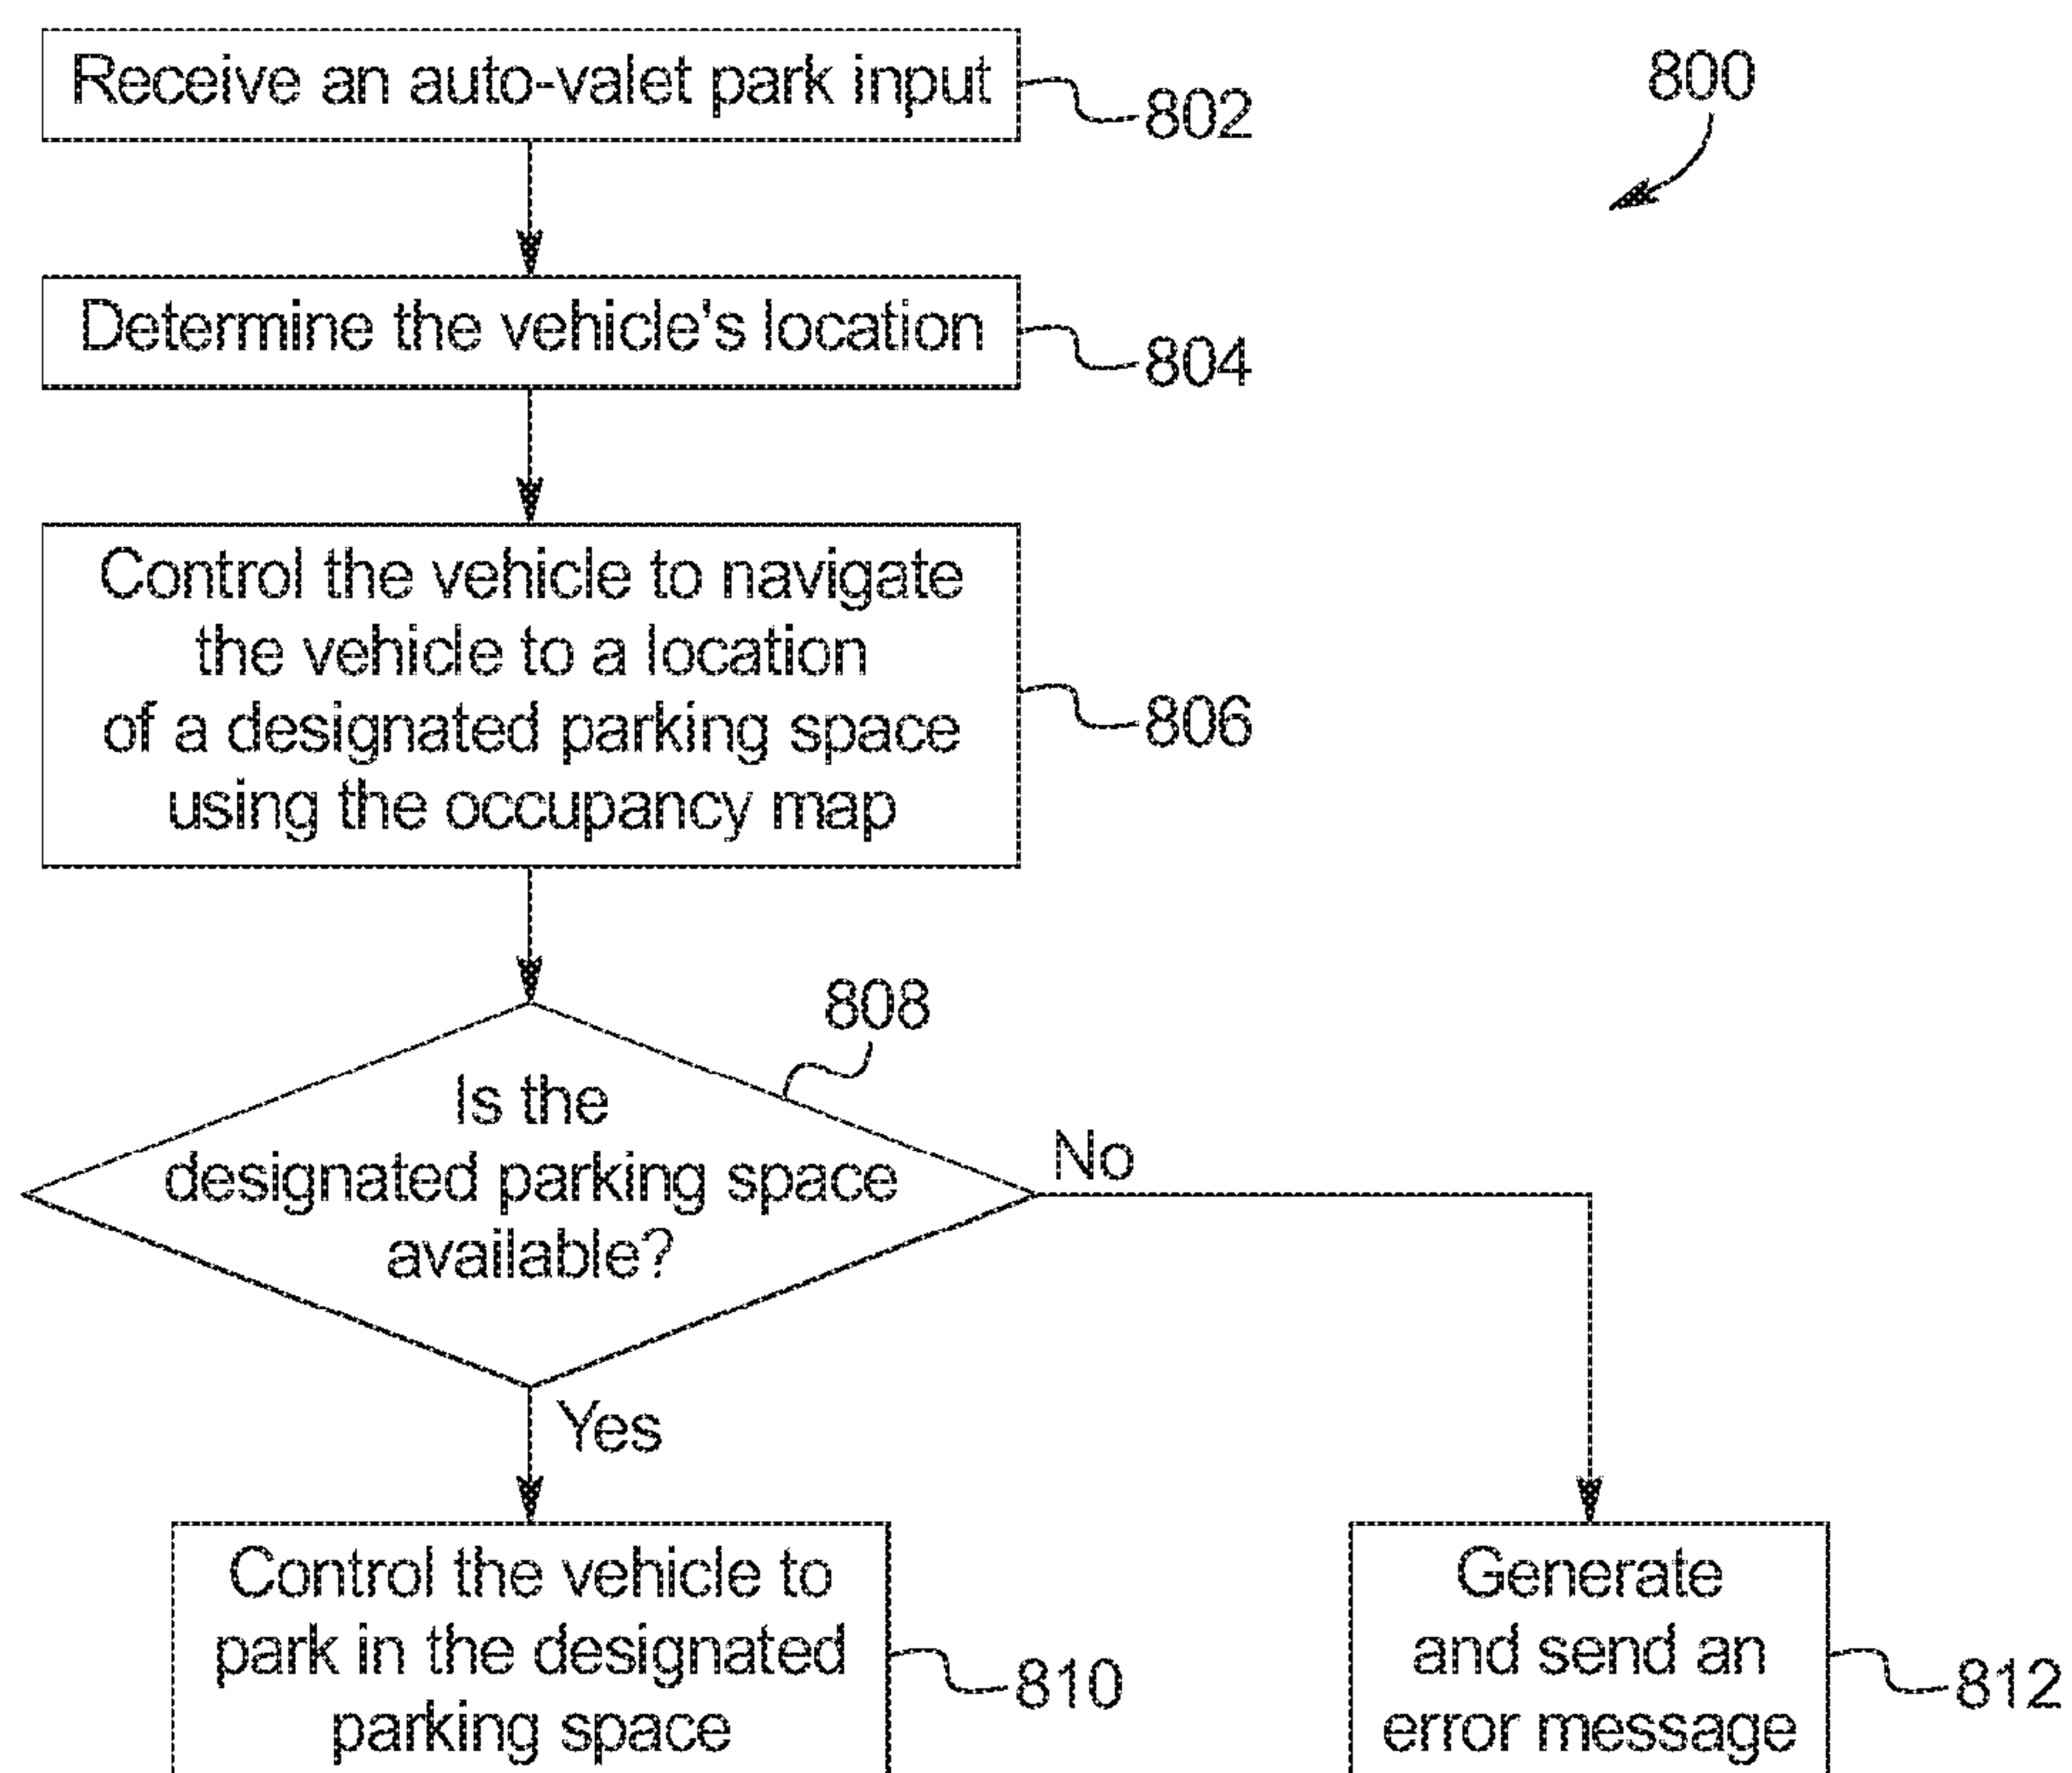 Receive an auto-valet park input
802
800
Determine the vehicle's location
804
Control the vehicle to navigate
the vehicle to a location
of a designated parking space
using the occupancy map
806
808
Is the
designated parking space
available?
No
Yes
Control the vehicle to
park in the designated
parking space
810
Generate
and send an
error message
812